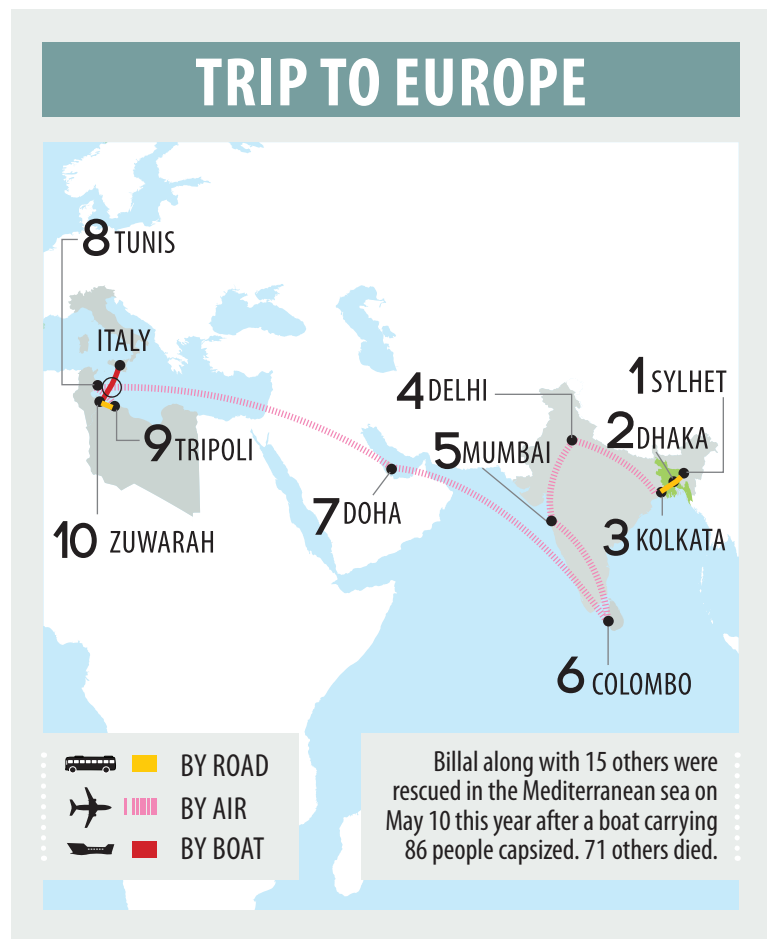 TRIP TO EUROPE
8 TUNIS
ITALY
1 SYLHET
4 DELHI
2 DHAKA
5 MUMBAI
9 TRIPOLI
7 DOHA
10 ZUWARAH
3 KOLKATA
6 COLOMBO
BY ROAD
BY AIR
BY BOAT
Billal along with 15 others were
rescued in the Mediterranean sea on
May 10 this year after a boat carrying
86 people capsized. 71 others died.